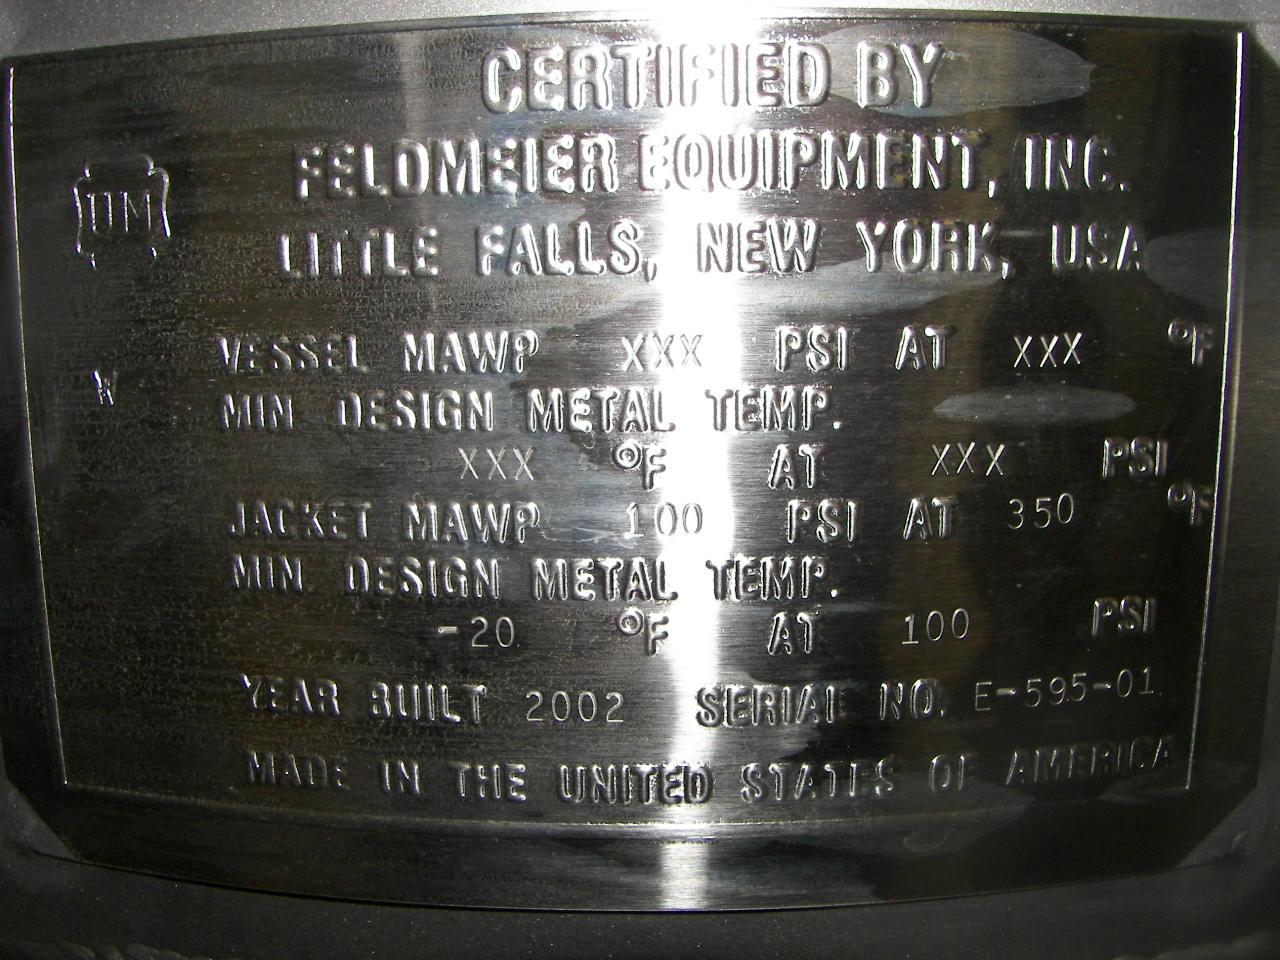 CERTIFIED BY
FELDMEIER EQUIPMENT, INC.
UM
LITTLE FALLS, NEW YORK, USA
VESSEL MAWP XXX PSI AT XXX °F
W
MIN. DESIGN METAL TEMP.
XXX °F AT XXX PSI
JACKET MAWP 100 PSI AT 350 °F
MIN. DESIGN METAL TEMP.
-20 °F AT 100 PSI
YEAR BUILT 2002 SERIAL NO. E-595-01
MADE IN THE UNITED STATES OF AMERICA